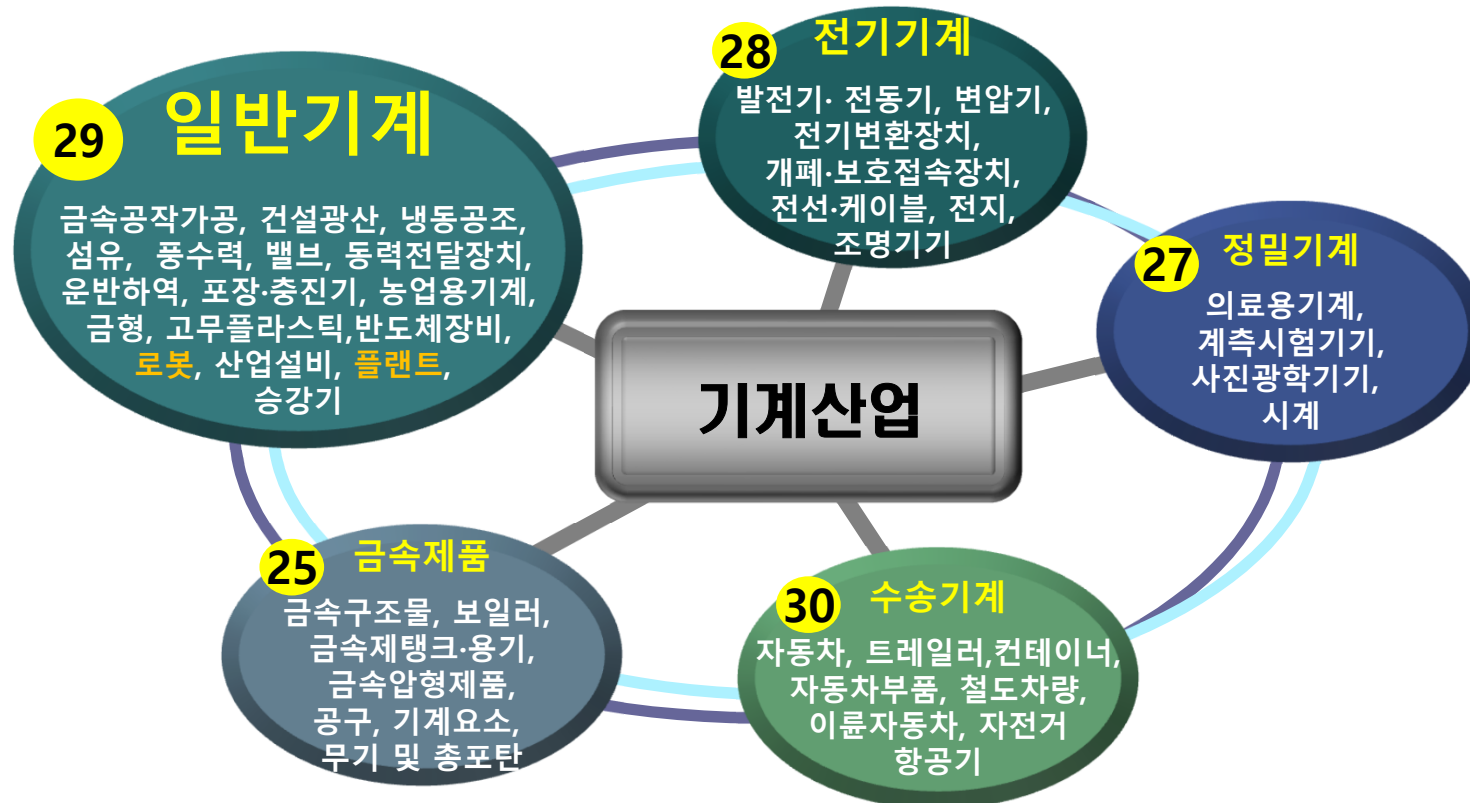 29
일반기계
금속공작가공, 건설광산, 냉동공조,
섬유, 풍수력, 밸브, 동력전달장치,
운반하역, 포장·충진기, 농업용기계,
금형, 고무플라스틱,반도체장비,
로봇, 산업설비, 플랜트,
승강기
28
전기기계
발전기· 전동기, 변압기,
전기변환장치,
개폐·보호접속장치,
전선·케이블, 전지,
조명기기
27
정밀기계
의료용기계,
계측시험기기,
사진광학기기,
시계
기계산업
25
금속제품
금속구조물, 보일러,
금속제탱크·용기,
금속압형제품,
공구, 기계요소,
무기 및 총포탄
30
수송기계
자동차, 트레일러,컨테이너,
자동차부품, 철도차량,
이륜자동차, 자전거
항공기